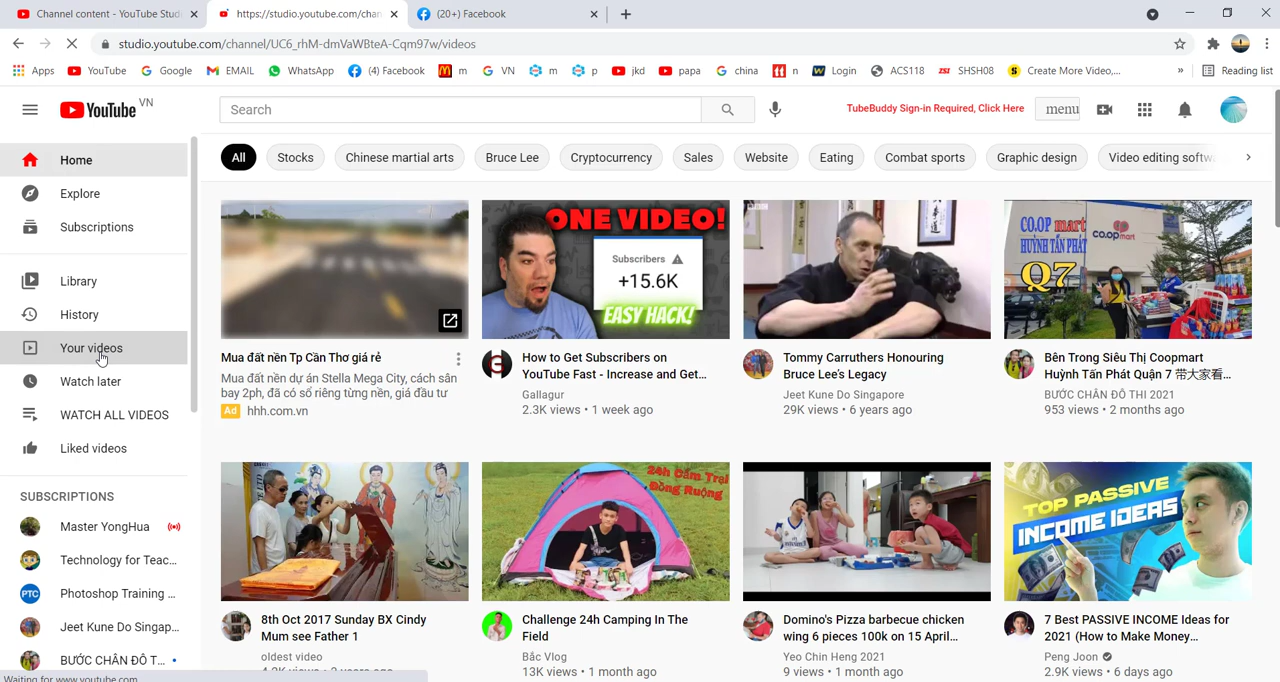 Channel content - YouTube Studi
https://studio.youtube.com/chan
(20+) Facebook
studio.youtube.com/channel/UC6_rhM-dmVaWBteA-Cqm97w/videos
Apps
YouTube
Google
EMAIL
WhatsApp
(4) Facebook
m
VN
m
p
jkd
papa
china
n
Login
ACS118
SHSH08
Create More Video,...
»
Reading list
YouTube VN
Search
TubeBuddy Sign-in Required, Click Here
menu
Home
Explore
Subscriptions
Library
History
Your videos
Watch later
WATCH ALL VIDEOS
Liked videos
SUBSCRIPTIONS
Master YongHua
Technology for Teac...
PTC
Photoshop Training ...
Jeet Kune Do Singap...
BƯỚC CHÂN ĐÔ T...
All
Stocks
Chinese martial arts
Bruce Lee
Cryptocurrency
Sales
Website
Eating
Combat sports
Graphic design
Video editing softw
Mua đất nền Tp Cần Thơ giá rẻ
Mua đất nền dự án Stella Mega City, cách sân
bay 2ph, đã có sổ riêng từng nền, giá đầu tư
Ad hhh.com.vn
ONE VIDEO!
Subscribers
+15.6K
EASY HACK!
How to Get Subscribers on
YouTube Fast - Increase and Get...
Gallagur
2.3K views • 1 week ago
Tommy Carruthers Honouring
Bruce Lee's Legacy
Jeet Kune Do Singapore
29K views • 6 years ago
CO.OP mart
HUỲNH TẤN PHÁT
Q7
co.opmart
Bên Trong Siêu Thị Coopmart
Huỳnh Tấn Phát Quận 7 带大家看...
BƯỚC CHÂN ĐÔ THI 2021
953 views • 2 months ago
8th Oct 2017 Sunday BX Cindy
Mum see Father 1
oldest video
4.2K views • 3 years ago
24h Cắm Trại
Đồng Ruộng
Challenge 24h Camping In The
Field
Bắc Vlog
13K views • 1 month ago
Domino's Pizza barbecue chicken
wing 6 pieces 100k on 15 April...
Yeo Chin Heng 2021
9 views • 1 month ago
TOP PASSIVE
INCOME IDEAS
7 Best PASSIVE INCOME Ideas for
2021 (How to Make Money...
Peng Joon
2.9K views • 6 days ago
Waiting for www.youtube.com